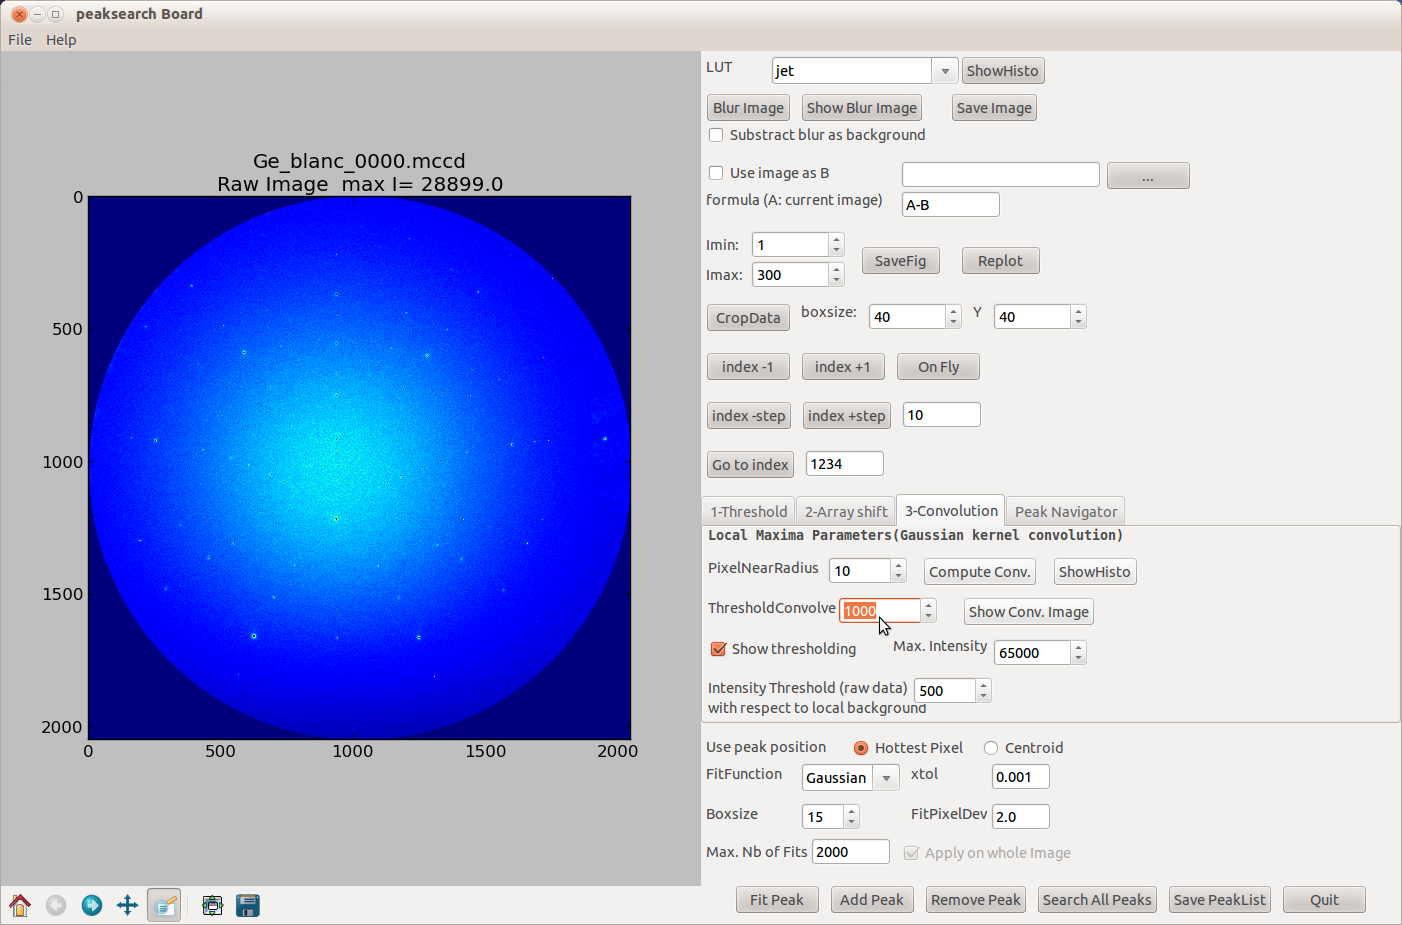 peaksearch Board
File Help
Ge_blanc_0000.mccd
Raw Image max I= 28899.0
0
500
1000
1500
2000
0 500 1000 1500 2000
LUT jet ShowHisto
Blur Image Show Blur Image Save Image
Substract blur as background
Use image as B ...
formula (A: current image) A-B
Imin: 1
Imax: 300
SaveFig Replot
CropData boxsize: 40 Y 40
index -1 index +1 On Fly
index -step index +step 10
Go to index 1234
1-Threshold 2-Array shift 3-Convolution Peak Navigator
Local Maxima Parameters(Gaussian kernel convolution)
PixelNearRadius 10 Compute Conv. ShowHisto
ThresholdConvolve 1000 Show Conv. Image
Show thresholding Max. Intensity 65000
Intensity Threshold (raw data) 500
with respect to local background
Use peak position Hottest Pixel Centroid
FitFunction Gaussian xtol 0.001
Boxsize 15 FitPixelDev 2.0
Max. Nb of Fits 2000 Apply on whole Image
Fit Peak Add Peak Remove Peak Search All Peaks Save PeakList Quit